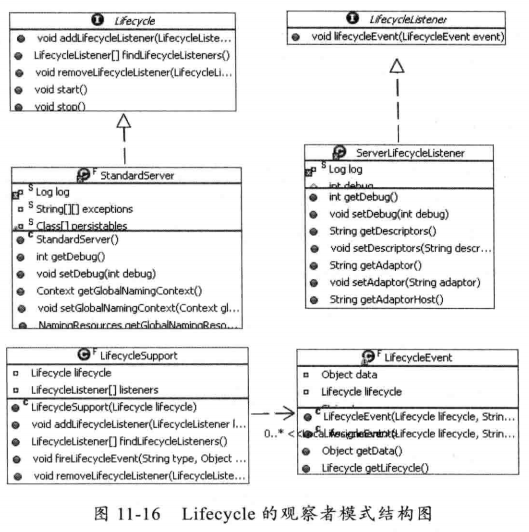 Lifecycle
void addLifecycleListener(LifecycleListe...
LifecycleListener[] findLifecycleListeners()
void removeLifecycleListener(LifecycleLi...
void start()
void stop()
LifecycleListener
void lifecycleEvent(LifecycleEvent event)
StandardServer
Log log
String[][] exceptions
Class[] persistables
StandardServer()
int getDebug()
void setDebug(int debug)
Context getGlobalNamingContext()
void setGlobalNamingContext(Context gl...
NamingResources getGlobalNamingReso...
ServerLifecycleListener
Log log
int debug
int getDebug()
void setDebug(int debug)
String getDescriptors()
void setDescriptors(String descr...
String getAdaptor()
void setAdaptor(String adaptor)
String getAdaptorHost()
LifecycleSupport
Lifecycle lifecycle
LifecycleListener[] listeners
LifecycleSupport(Lifecycle lifecycle)
void addLifecycleListener(LifecycleListener l...
LifecycleListener[] findLifecycleListeners()
void fireLifecycleEvent(String type, Object ...
void removeLifecycleListener(LifecycleListe...
0..*
LifecycleEvent
Object data
Lifecycle lifecycle
LifecycleEvent(Lifecycle lifecycle, Strin...
LifecycleEvent(Lifecycle lifecycle, Strin...
Object getData()
Lifecycle getLifecycle()
图 11-16 Lifecycle 的观察者模式结构图